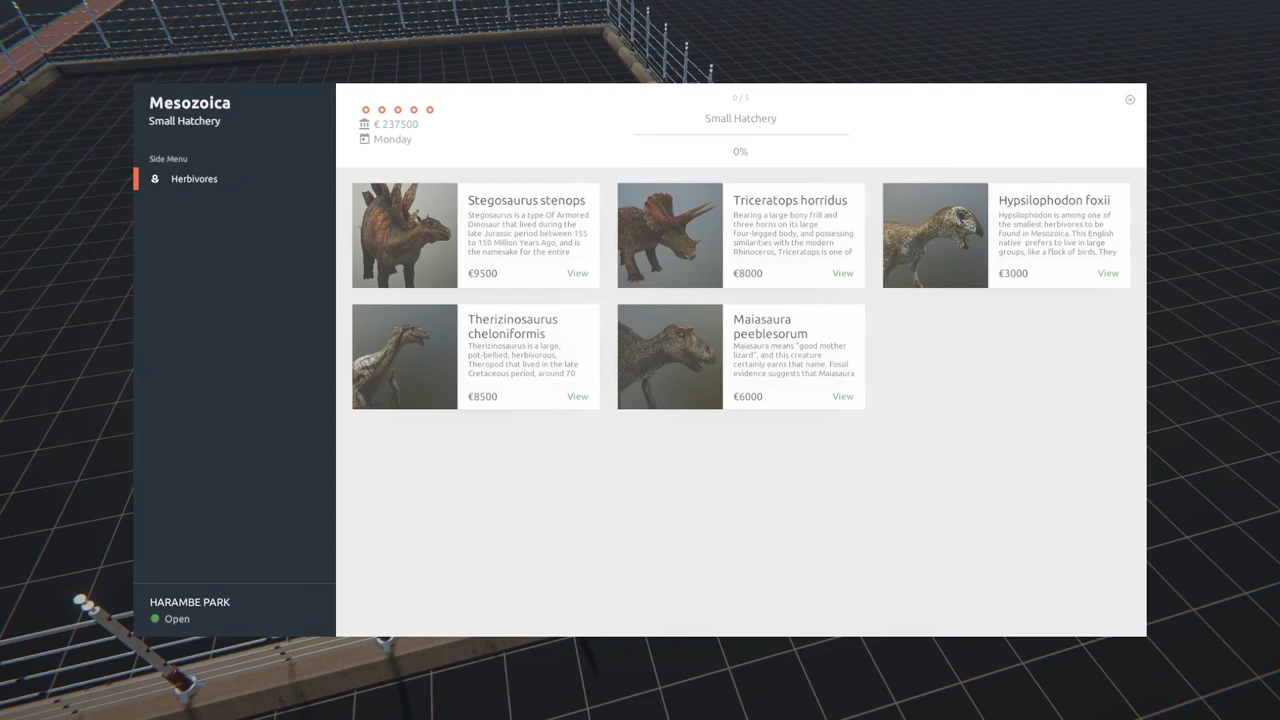 Mesozoica
Small Hatchery
Side Menu
Herbivores
HARAMBE PARK
Open
€ 237500
Monday
0 / 5
Small Hatchery
0%
Stegosaurus stenops
Stegosaurus is a type Of Armored
Dinosaur that lived during the
late Jurassic period between 155
to 150 Million Years Ago, and is
the namesake for the entire
€9500
View
Triceratops horridus
Bearing a large bony frill and
three horns on its large
four-legged body, and possessing
similarities with the modern
Rhinoceros, Triceratops is one of
€8000
View
Hypsilophodon foxii
Hypsilophodon is among one of
the smallest herbivores to be
found in Mesozoica. This English
native prefers to live in large
groups, like a flock of birds. They
€3000
View
Therizinosaurus
cheloniformis
Therizinosaurus is a large,
pot-bellied, herbivorous,
Theropod that lived in the late
Cretaceous period, around 70
€8500
View
Maiasaura
peeblesorum
Maiasaura means "good mother
lizard", and this creature
certainly earns that name. Fossil
evidence suggests that Maiasaura
€6000
View